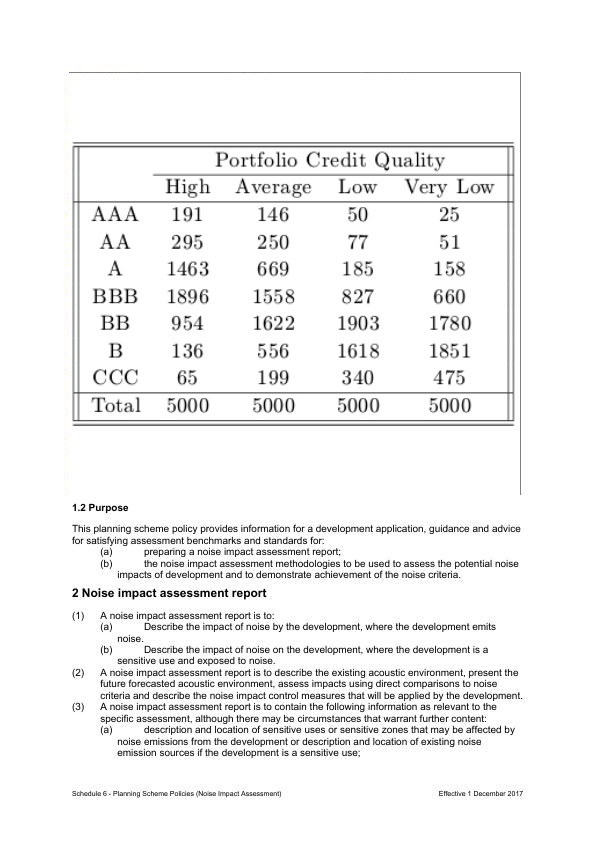 Portfolio Credit Quality
High Average Low Very Low
AAA 191 146 50 25
AA 295 250 77 51
A 1463 669 185 158
BBB 1896 1558 827 660
BB 954 1622 1903 1780
B 136 556 1618 1851
CCC 65 199 340 475
Total 5000 5000 5000 5000
1.2 Purpose
This planning scheme policy provides information for a development application, guidance and advice
for satisfying assessment benchmarks and standards for:
(a) preparing a noise impact assessment report;
(b) the noise impact assessment methodologies to be used to assess the potential noise
impacts of development and to demonstrate achievement of the noise criteria.
2 Noise impact assessment report
(1) A noise impact assessment report is to:
(a) Describe the impact of noise by the development, where the development emits
noise.
(b) Describe the impact of noise on the development, where the development is a
sensitive use and exposed to noise.
(2) A noise impact assessment report is to describe the existing acoustic environment, present the
future forecasted acoustic environment, assess impacts using direct comparisons to noise
criteria and describe the noise impact control measures that will be applied by the development.
(3) A noise impact assessment report is to contain the following information as relevant to the
specific assessment, although there may be circumstances that warrant further content:
(a) description and location of sensitive uses or sensitive zones that may be affected by
noise emissions from the development or description and location of existing noise
emission sources if the development is a sensitive use;
Schedule 6 - Planning Scheme Policies (Noise Impact Assessment) Effective 1 December 2017